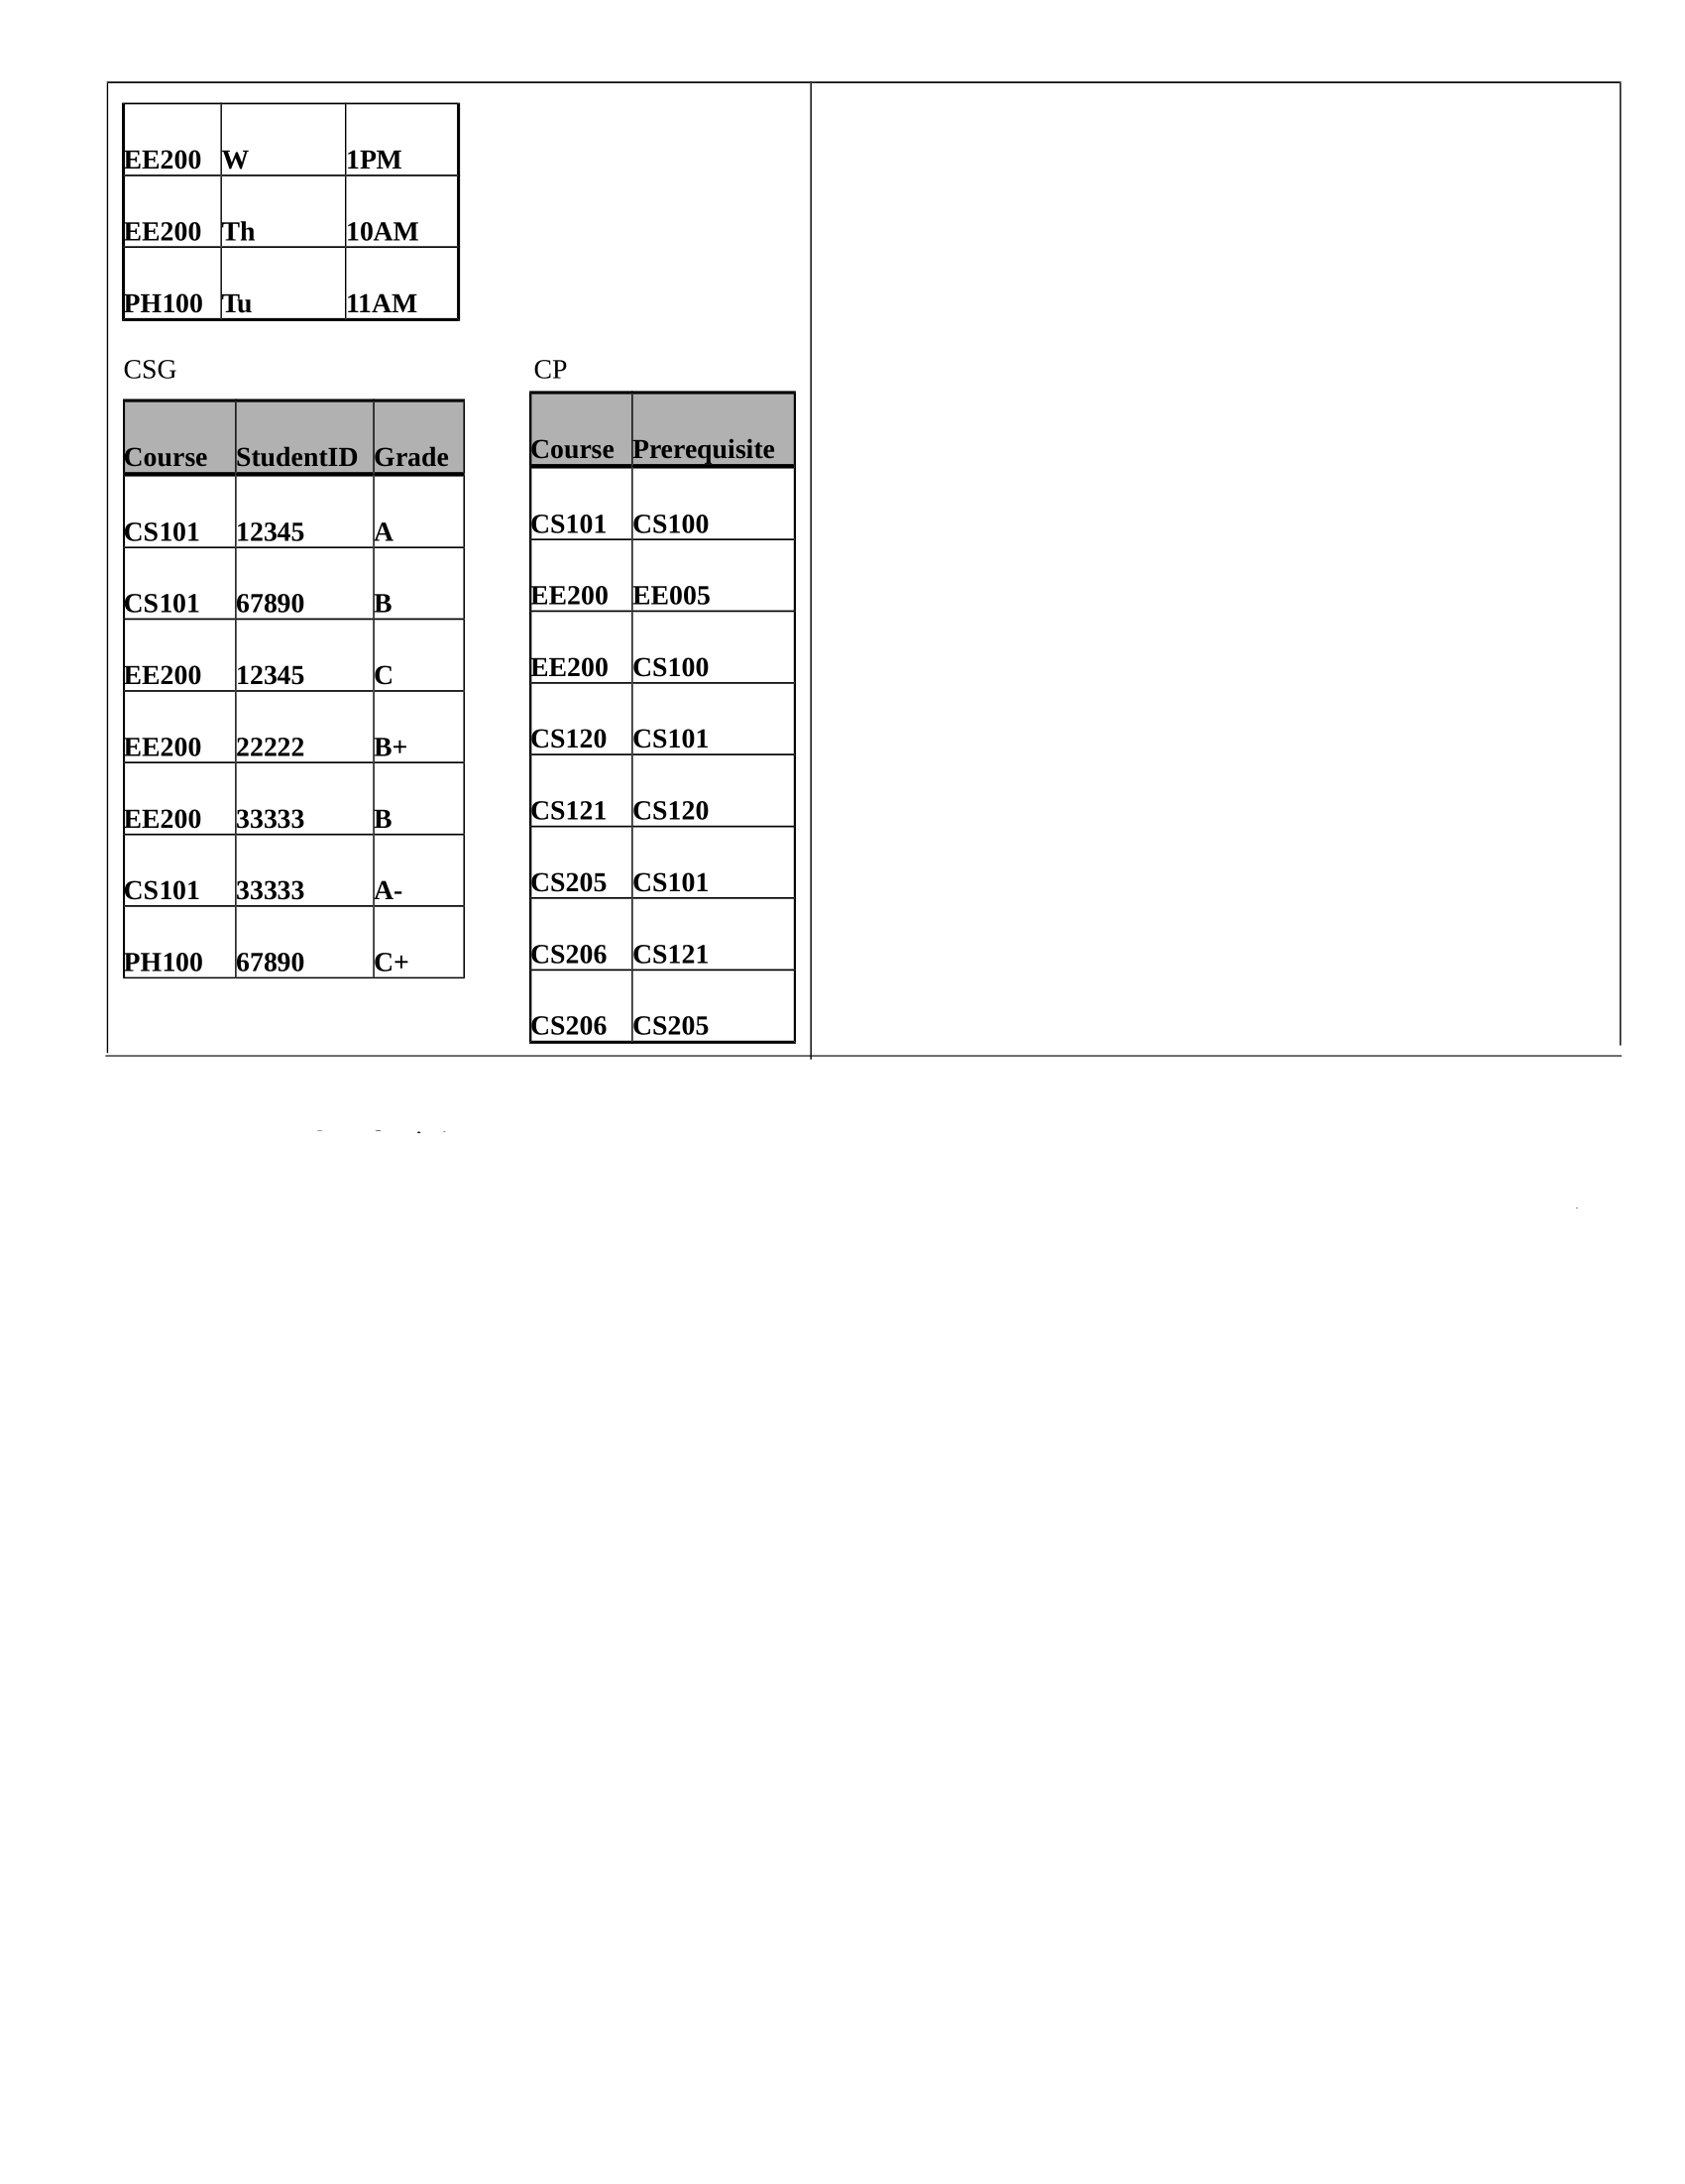 EE200 W 1PM
EE200 Th 10AM
PH100 Tu 11AM
CSG
Course StudentID Grade
CS101 12345 A
CS101 67890 B
EE200 12345 C
EE200 22222 B+
EE200 33333 B
CS101 33333 A-
PH100 67890 C+
CP
Course Prerequisite
CS101 CS100
EE200 EE005
EE200 CS100
CS120 CS101
CS121 CS120
CS205 CS101
CS206 CS121
CS206 CS205